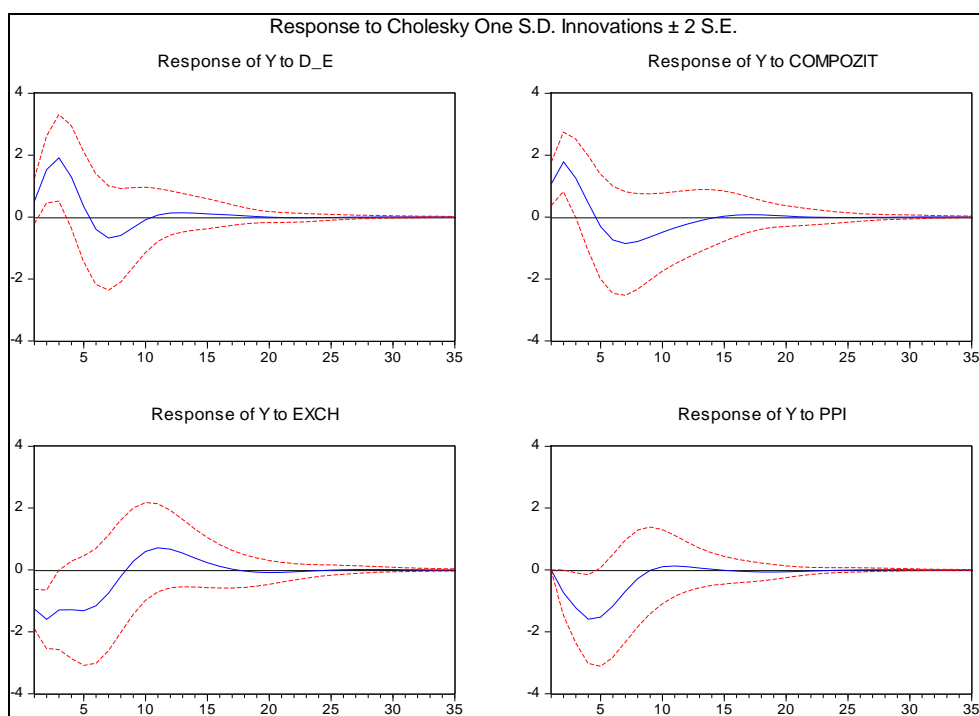 Response to Cholesky One S.D. Innovations ± 2 S.E.
Response of Y to D_E
4
2
0
-2
-4
5 10 15 20 25 30 35
Response of Y to COMPOZIT
4
2
0
-2
-4
5 10 15 20 25 30 35
Response of Y to EXCH
4
2
0
-2
-4
5 10 15 20 25 30 35
Response of Y to PPI
4
2
0
-2
-4
5 10 15 20 25 30 35